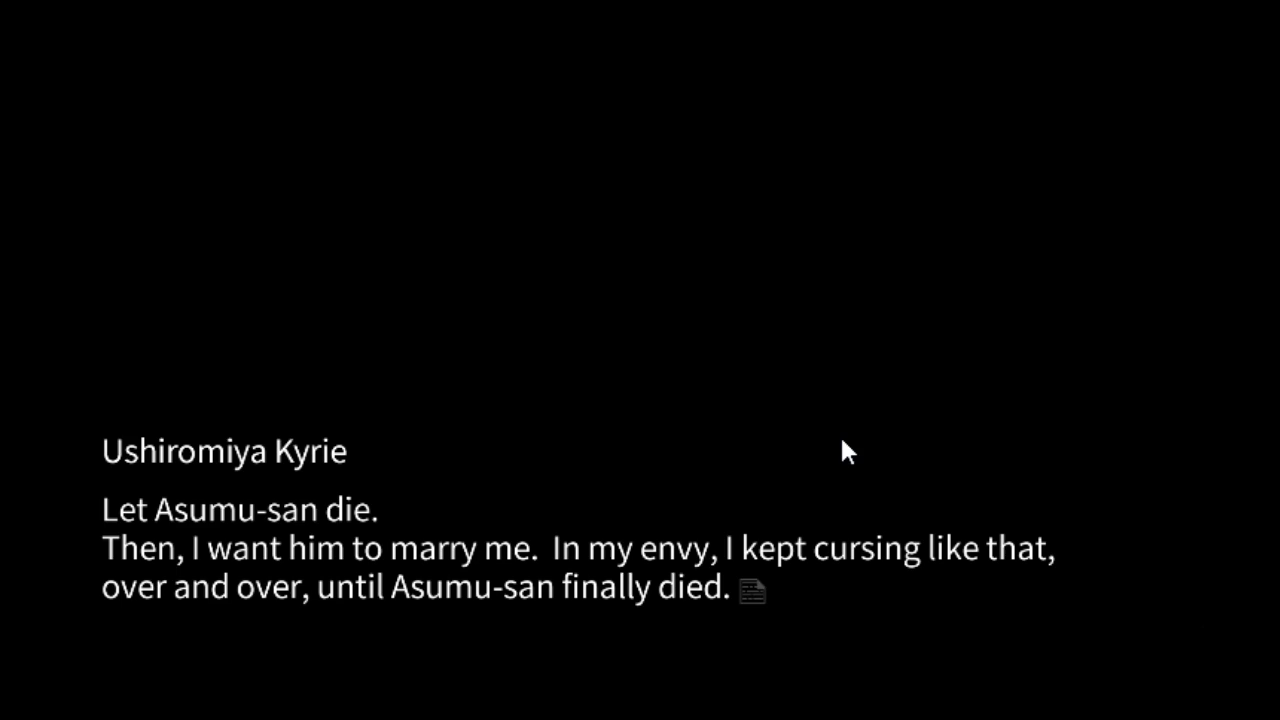 Ushiromiya Kyrie
Let Asumu-san die.
Then, I want him to marry me.  In my envy, I kept cursing like that,
over and over, until Asumu-san finally died.